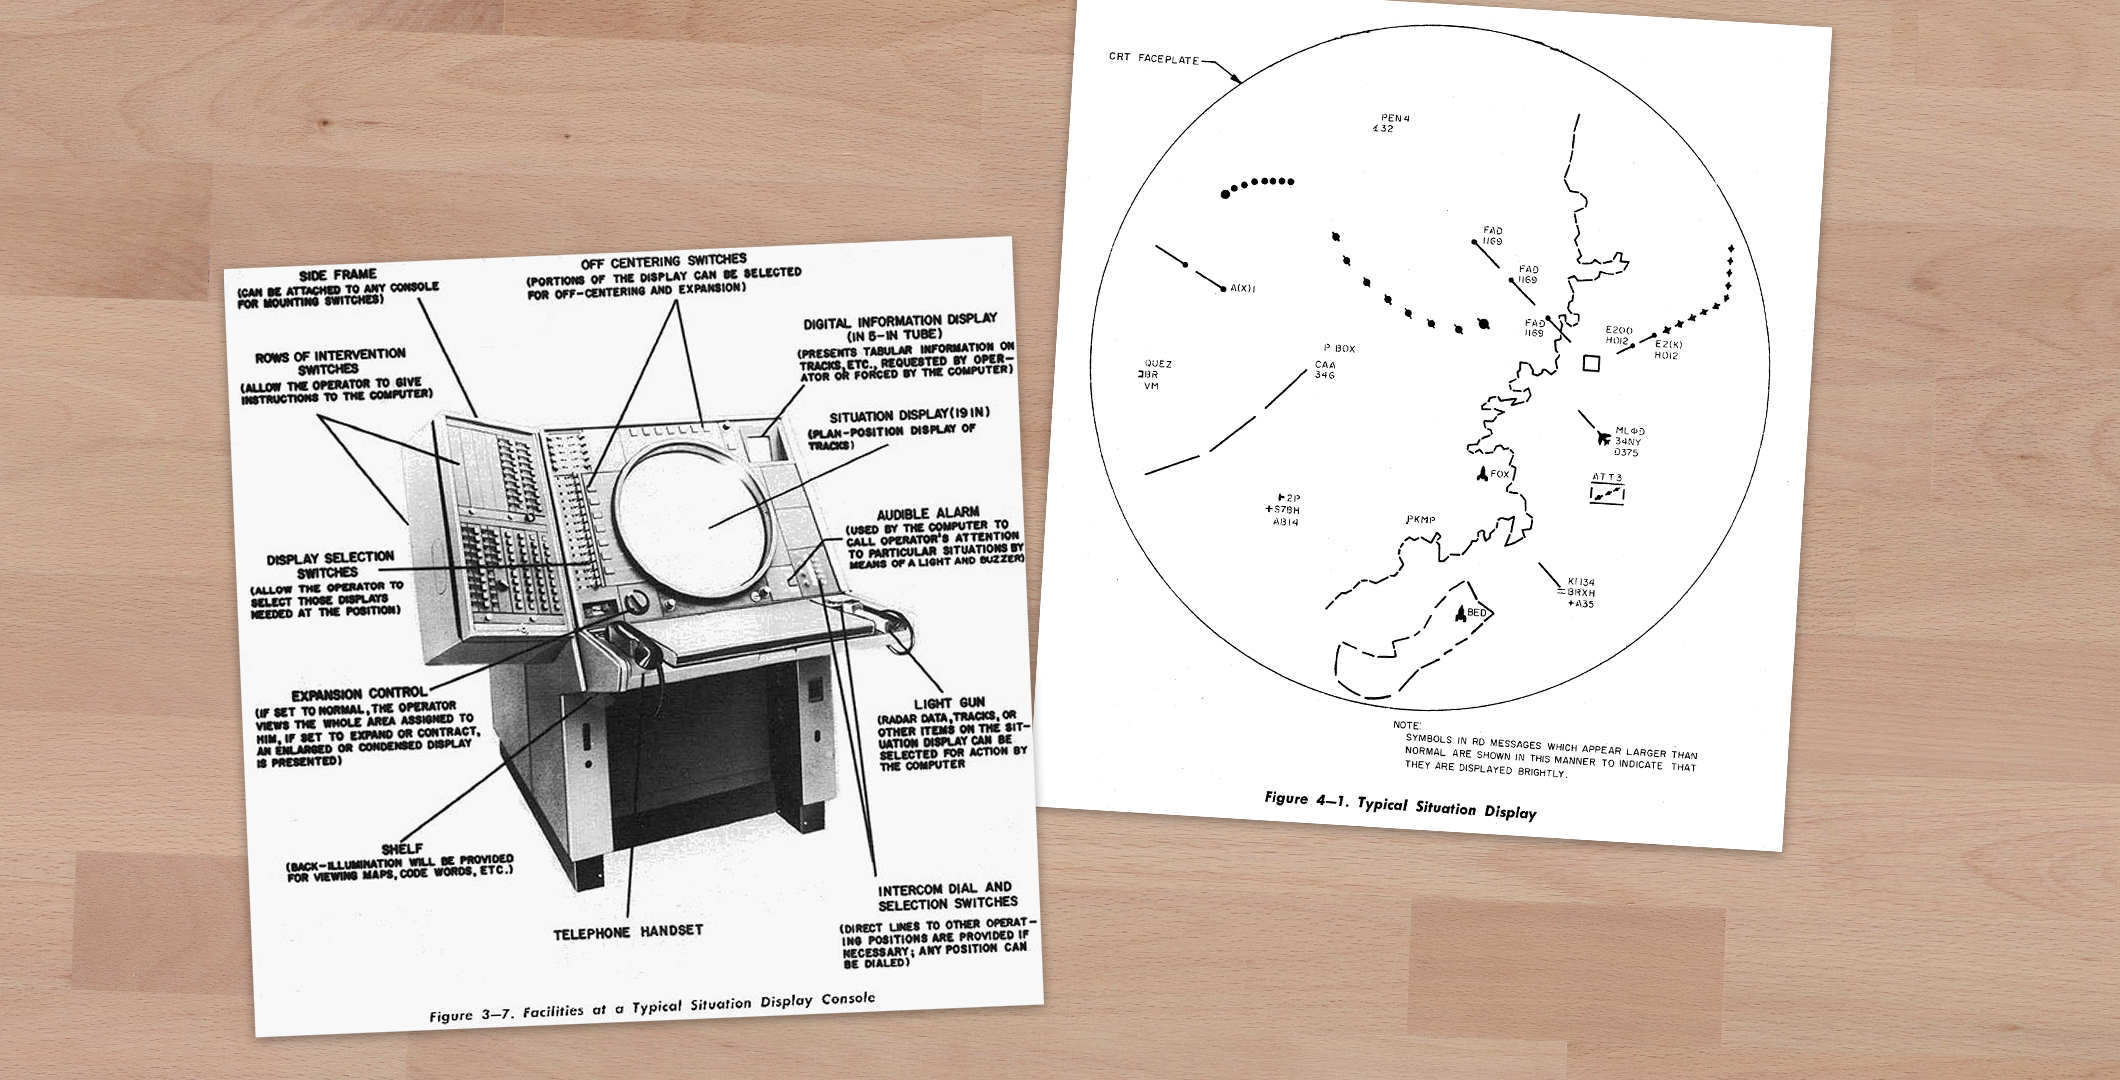 SIDE FRAME
(CAN BE ATTACHED TO ANY CONSOLE
FOR MOUNTING SWITCHES)
OFF CENTERING SWITCHES
(PORTIONS OF THE DISPLAY CAN BE SELECTED
FOR OFF-CENTERING AND EXPANSION)
DIGITAL INFORMATION DISPLAY
(IN 5-IN TUBE)
(PRESENTS TABULAR INFORMATION ON
TRACKS, ETC., REQUESTED BY OPER-
ATOR OR FORCED BY THE COMPUTER)
ROWS OF INTERVENTION
SWITCHES
(ALLOW THE OPERATOR TO GIVE
INSTRUCTIONS TO THE COMPUTER)
SITUATION DISPLAY (19 IN)
(PLAN-POSITION DISPLAY OF
TRACKS)
AUDIBLE ALARM
(USED BY THE COMPUTER TO
CALL OPERATOR'S ATTENTION
TO PARTICULAR SITUATIONS BY
MEANS OF A LIGHT AND BUZZER)
DISPLAY SELECTION
SWITCHES
(ALLOW THE OPERATOR TO
SELECT THOSE DISPLAYS
NEEDED AT THE POSITION)
EXPANSION CONTROL
(IF SET TO NORMAL, THE OPERATOR
VIEWS THE WHOLE AREA ASSIGNED TO
HIM, IF SET TO EXPAND OR CONTRACT,
AN ENLARGED OR CONDENSED DISPLAY
IS PRESENTED)
LIGHT GUN
(RADAR DATA, TRACKS, OR
OTHER ITEMS ON THE SIT-
UATION DISPLAY CAN BE
SELECTED FOR ACTION BY
THE COMPUTER
SHELF
(BACK-ILLUMINATION WILL BE PROVIDED
FOR VIEWING MAPS, CODE WORDS, ETC.)
TELEPHONE HANDSET
INTERCOM DIAL AND
SELECTION SWITCHES
(DIRECT LINES TO OTHER OPERAT-
ING POSITIONS ARE PROVIDED IF
NECESSARY; ANY POSITION CAN
BE DIALED)
Figure 3—7. Facilities at a Typical Situation Display Console
CRT FACEPLATE
PEN 4
132
FAD
1169
FAD
1169
FAD
1169
A(X)1
E200
H012
E2(K)
H012
P BOX
CAA
346
QUEZ
BR
VM
34NY
D375
FOX
ATT3
2P
+S78H
AB14
PKMP
K1134
=BRXH
+A35
BED
NOTE:
SYMBOLS IN RD MESSAGES WHICH APPEAR LARGER THAN
NORMAL ARE SHOWN IN THIS MANNER TO INDICATE THAT
THEY ARE DISPLAYED BRIGHTLY.
Figure 4—1. Typical Situation Display